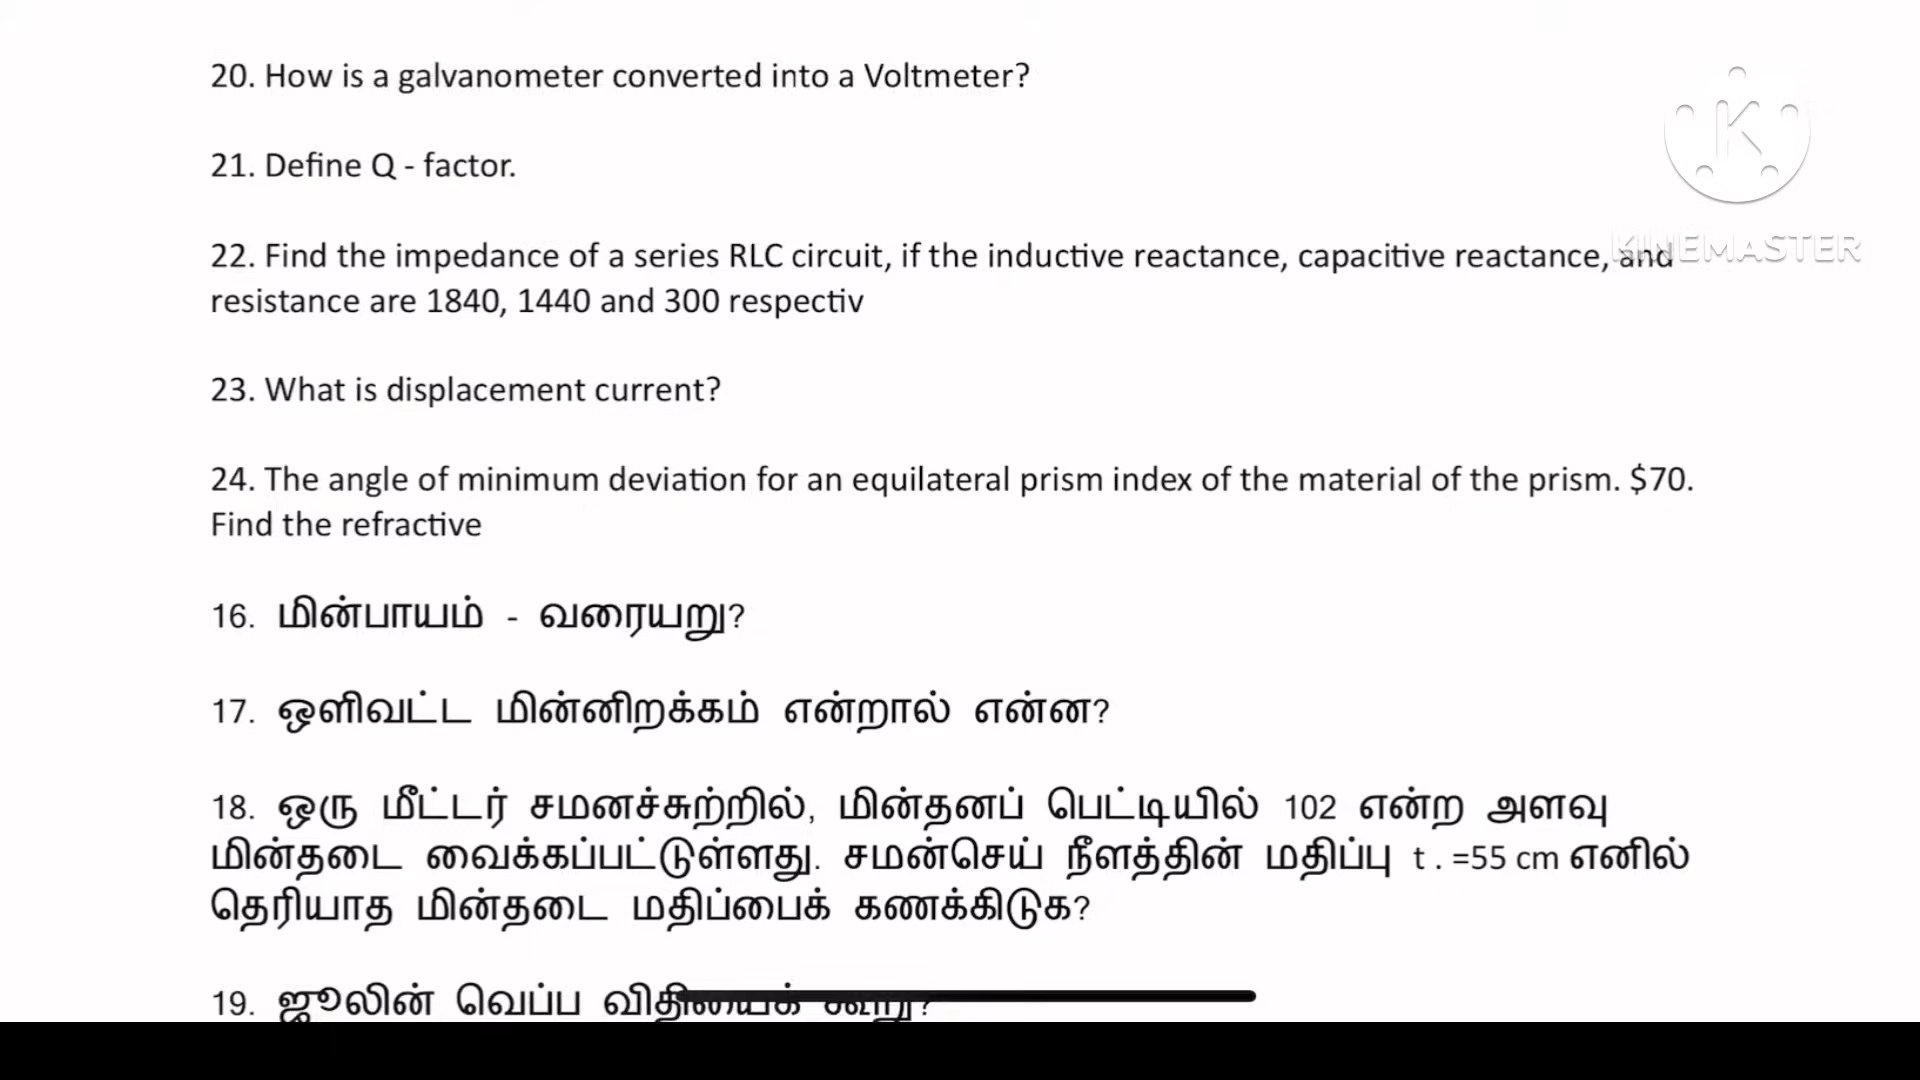 20. How is a galvanometer converted into a Voltmeter?
21. Define Q - factor.
22. Find the impedance of a series RLC circuit, if the inductive reactance, capacitive reactance, and
resistance are 1840, 1440 and 300 respectiv
KINEMASTER
23. What is displacement current?
24. The angle of minimum deviation for an equilateral prism index of the material of the prism. $70.
Find the refractive
16. மின்பாயம் - வரையறு?
17. ஒளிவட்ட மின்னிறக்கம் என்றால் என்ன?
18. ஒரு மீட்டர் சமனச்சுற்றில், மின்தனப் பெட்டியில் 102 என்ற அளவு
மின்தடை வைக்கப்பட்டுள்ளது. சமன்செய் நீளத்தின் மதிப்பு t . =55 cm எனில்
தெரியாத மின்தடை மதிப்பைக் கணக்கிடுக?
19. ஜூலின் வெப்ப விதியைக் கூறு?